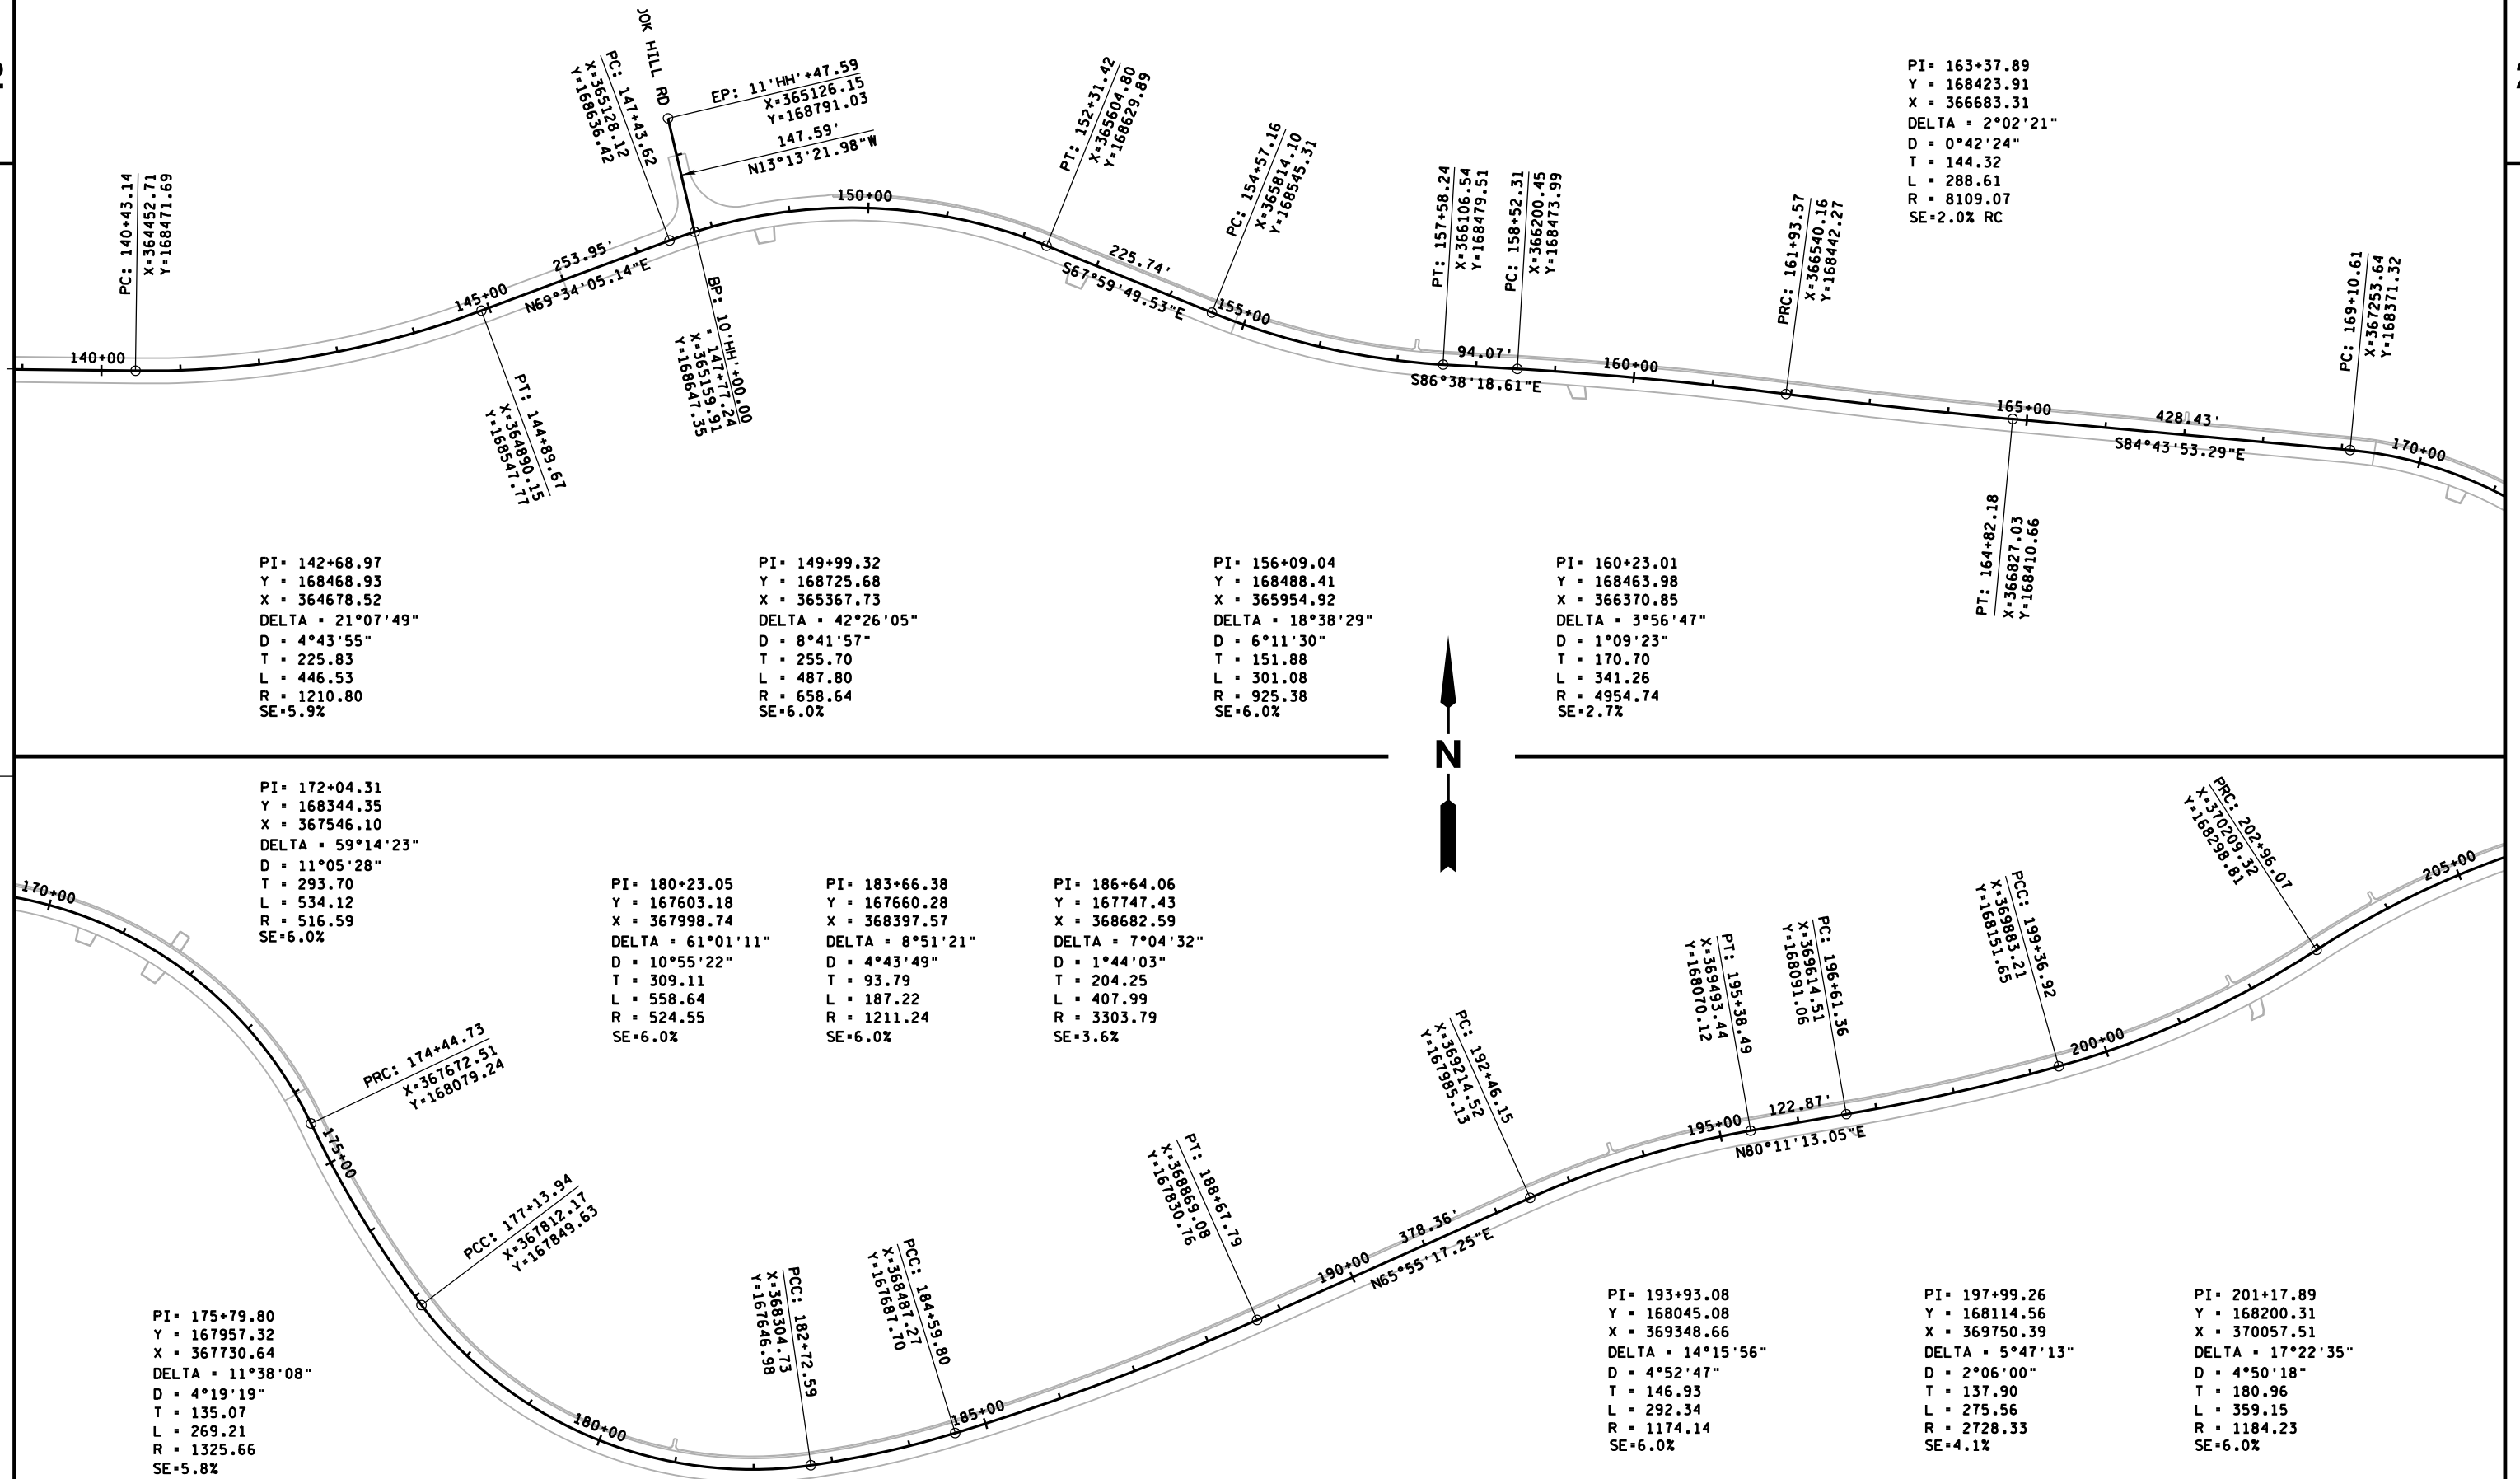 OOK HILL RD
PC: 147+43.62
X=365128.12
Y=168636.42
EP: 11'HH'+47.59
X=365126.15
Y=168791.03
147.59'
N13°13'21.98"W
PT: 152+31.42
X=365604.80
Y=168629.89
PC: 154+57.16
X=365814.10
Y=168545.31
PC: 140+43.14
X=364452.71
Y=168471.69
PT: 157+58.24
X=366106.54
Y=168479.51
PC: 158+52.31
X=366200.45
Y=168473.99
PRC: 161+93.57
X=366540.16
Y=168442.27
PI= 163+37.89
Y = 168423.91
X = 366683.31
DELTA = 2°02'21"
D = 0°42'24"
T = 144.32
L = 288.61
R = 8109.07
SE=2.0% RC
PC: 169+10.61
X=367253.64
Y=168371.32
140+00
145+00
253.95'
N69°34'05.14"E
150+00
225.74'
S67°59'49.53"E
155+00
94.07'
S86°38'18.61"E
160+00
165+00
428.43'
S84°43'53.29"E
170+00
PT: 144+89.67
X=364890.15
Y=168547.77
BP: 10'HH'+00.00
= 147+77.24
X=365159.91
Y=168647.35
PT: 164+82.18
X=366827.03
Y=168410.66
PI= 142+68.97
Y = 168468.93
X = 364678.52
DELTA = 21°07'49"
D = 4°43'55"
T = 225.83
L = 446.53
R = 1210.80
SE=5.9%
PI= 149+99.32
Y = 168725.68
X = 365367.73
DELTA = 42°26'05"
D = 8°41'57"
T = 255.70
L = 487.80
R = 658.64
SE=6.0%
PI= 156+09.04
Y = 168488.41
X = 365954.92
DELTA = 18°38'29"
D = 6°11'30"
T = 151.88
L = 301.08
R = 925.38
SE=6.0%
PI= 160+23.01
Y = 168463.98
X = 366370.85
DELTA = 3°56'47"
D = 1°09'23"
T = 170.70
L = 341.26
R = 4954.74
SE=2.7%
N
PI= 172+04.31
Y = 168344.35
X = 367546.10
DELTA = 59°14'23"
D = 11°05'28"
T = 293.70
L = 534.12
R = 516.59
SE=6.0%
PI= 180+23.05
Y = 167603.18
X = 367998.74
DELTA = 61°01'11"
D = 10°55'22"
T = 309.11
L = 558.64
R = 524.55
SE=6.0%
PI= 183+66.38
Y = 167660.28
X = 368397.57
DELTA = 8°51'21"
D = 4°43'49"
T = 93.79
L = 187.22
R = 1211.24
SE=6.0%
PI= 186+64.06
Y = 167747.43
X = 368682.59
DELTA = 7°04'32"
D = 1°44'03"
T = 204.25
L = 407.99
R = 3303.79
SE=3.6%
170+00
PRC: 174+44.73
X=367672.51
Y=168079.24
175+00
PCC: 177+13.94
X=367812.17
Y=167849.63
180+00
PCC: 182+72.59
X=368304.73
Y=167646.98
PCC: 184+59.80
X=368487.27
Y=167687.70
185+00
PT: 188+67.79
X=368869.08
Y=167830.76
190+00
378.36'
N65°55'17.25"E
PC: 192+46.15
X=369214.52
Y=167985.13
195+00
PT: 195+38.49
X=369493.44
Y=168070.12
122.87'
N80°11'13.05"E
PC: 196+61.36
X=369614.51
Y=168091.06
PCC: 199+36.92
X=369883.21
Y=168151.65
200+00
PRC: 202+96.07
X=370209.32
Y=168298.81
205+00
PI= 175+79.80
Y = 167957.32
X = 367730.64
DELTA = 11°38'08"
D = 4°19'19"
T = 135.07
L = 269.21
R = 1325.66
SE=5.8%
PI= 193+93.08
Y = 168045.08
X = 369348.66
DELTA = 14°15'56"
D = 4°52'47"
T = 146.93
L = 292.34
R = 1174.14
SE=6.0%
PI= 197+99.26
Y = 168114.56
X = 369750.39
DELTA = 5°47'13"
D = 2°06'00"
T = 137.90
L = 275.56
R = 2728.33
SE=4.1%
PI= 201+17.89
Y = 168200.31
X = 370057.51
DELTA = 17°22'35"
D = 4°50'18"
T = 180.96
L = 359.15
R = 1184.23
SE=6.0%